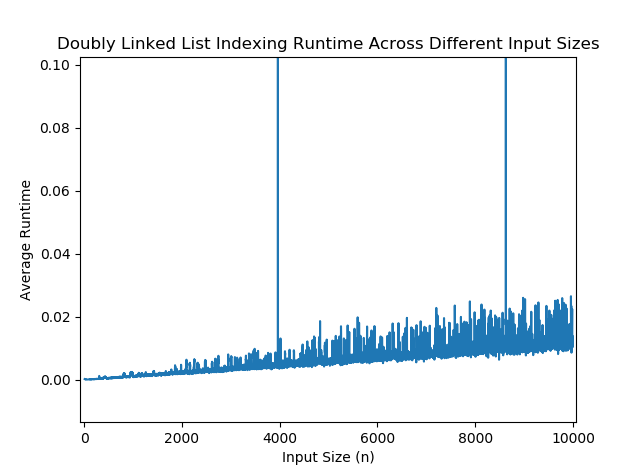 Doubly Linked List Indexing Runtime Across Different Input Sizes
0.10
0.08
0.06
0.04
0.02
0.00
Average Runtime
0 2000 4000 6000 8000 10000
Input Size (n)